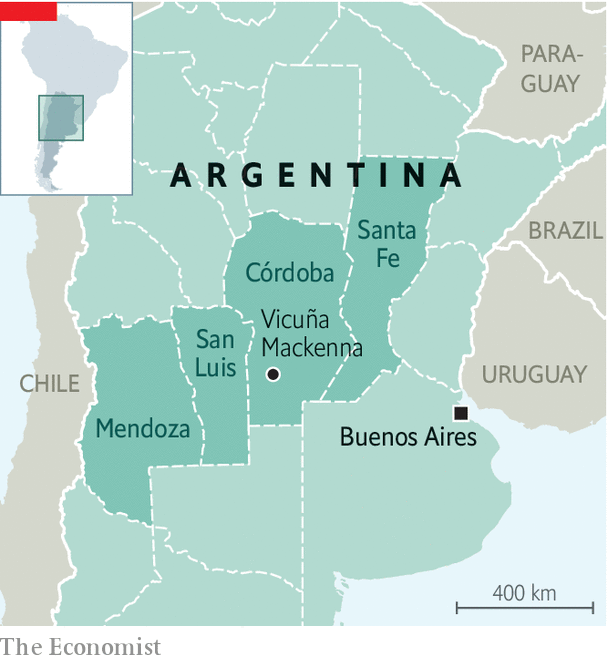 PARA-
GUAY
ARGENTINA
BRAZIL
Santa
Fe
Córdoba
Vicuña
Mackenna
San
Luis
CHILE
URUGUAY
Mendoza
Buenos Aires
400 km
The Economist